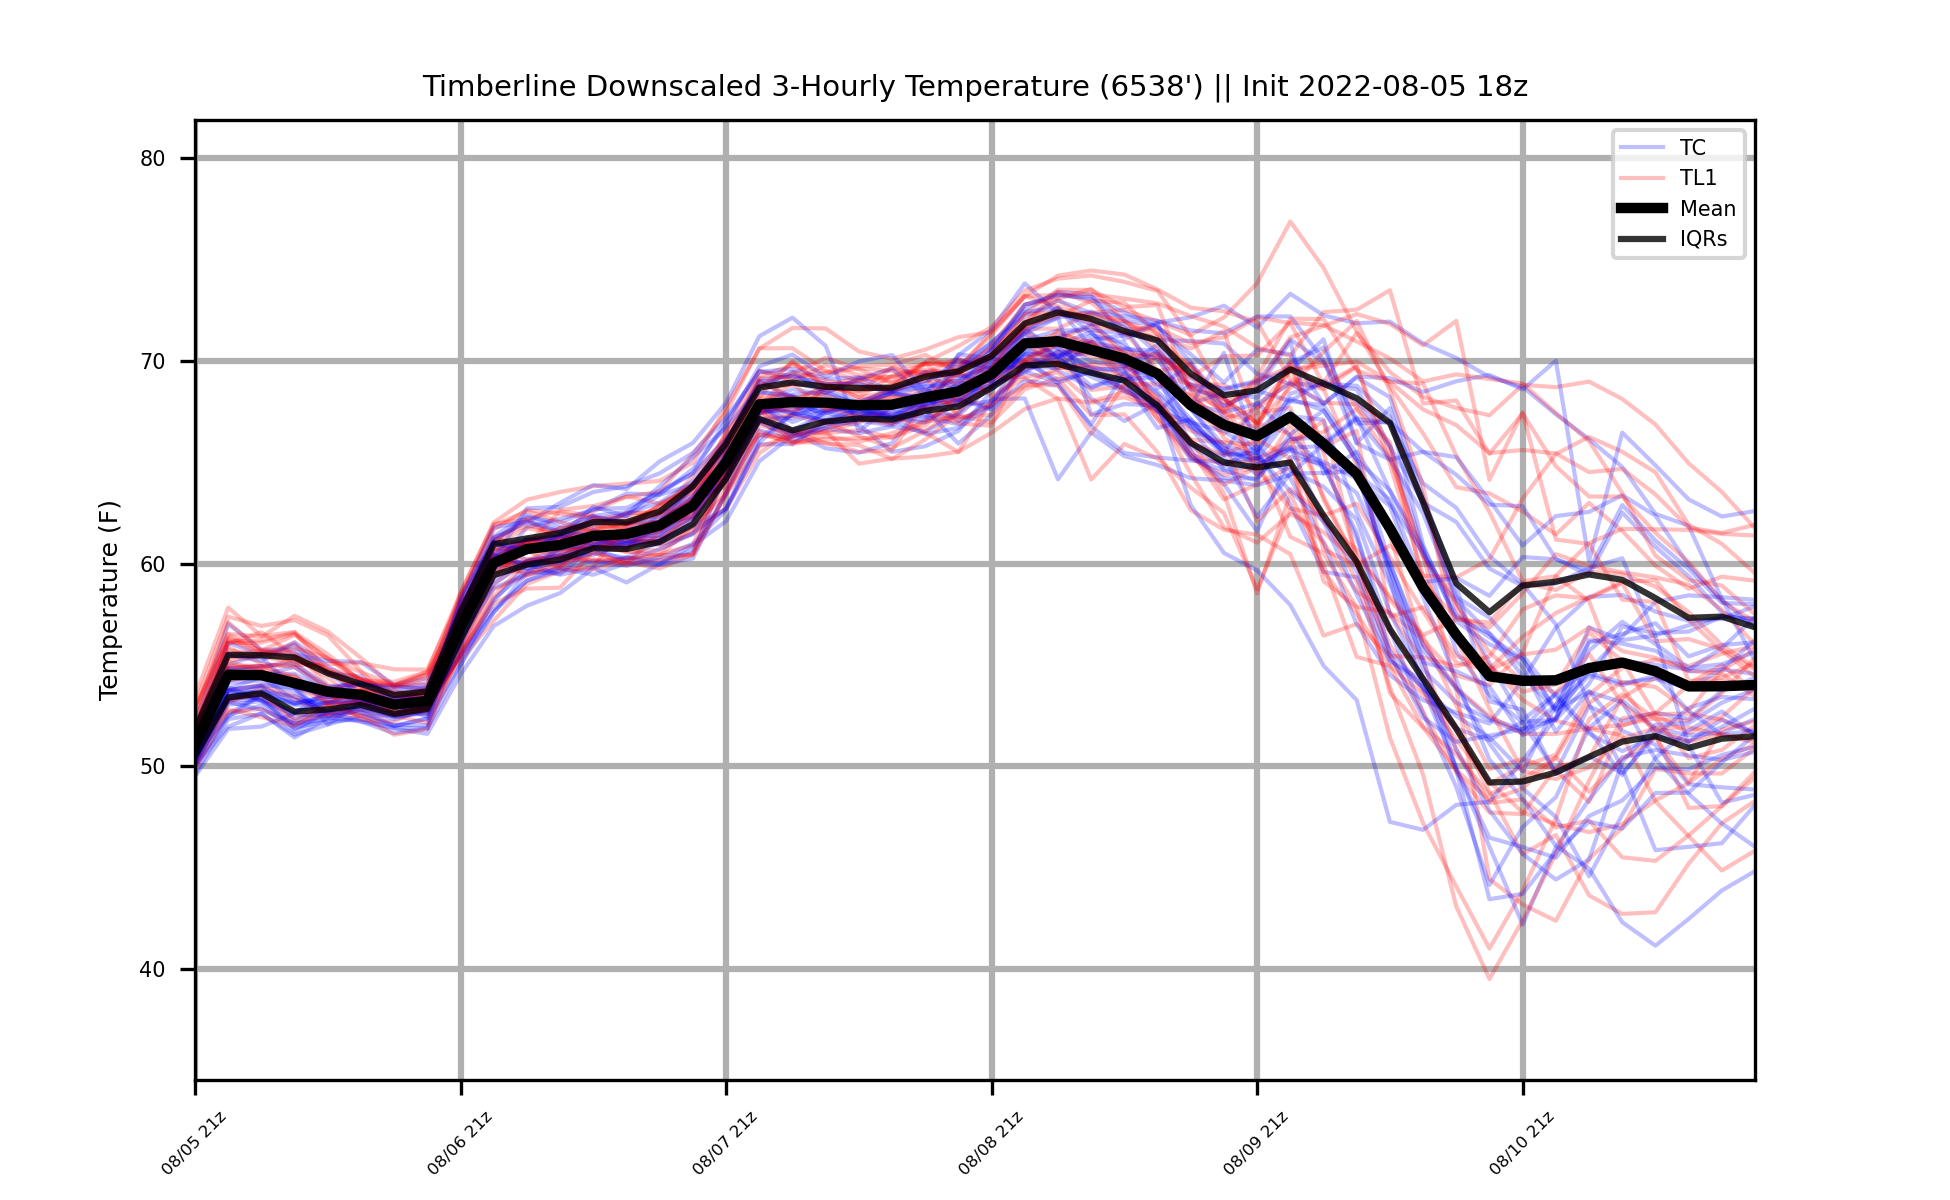 Timberline Downscaled 3-Hourly Temperature (6538') || Init 2022-08-05 18z
TC
TL1
Mean
IQRs
Temperature (F)
80
70
60
50
40
08/05 21z
08/06 21z
08/07 21z
08/08 21z
08/09 21z
08/10 21z